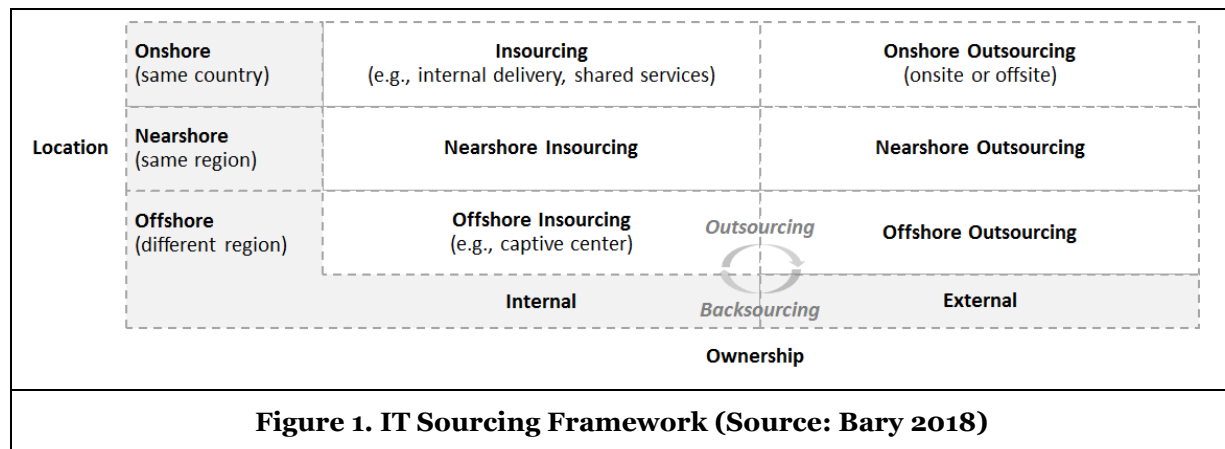 Onshore
(same country)
Insourcing
(e.g., internal delivery, shared services)
Onshore Outsourcing
(onsite or offsite)
Location
Nearshore
(same region)
Nearshore Insourcing
Nearshore Outsourcing
Offshore
(different region)
Offshore Insourcing
(e.g., captive center)
Outsourcing
Offshore Outsourcing
Backsourcing
Internal
External
Ownership
Figure 1. IT Sourcing Framework (Source: Bary 2018)